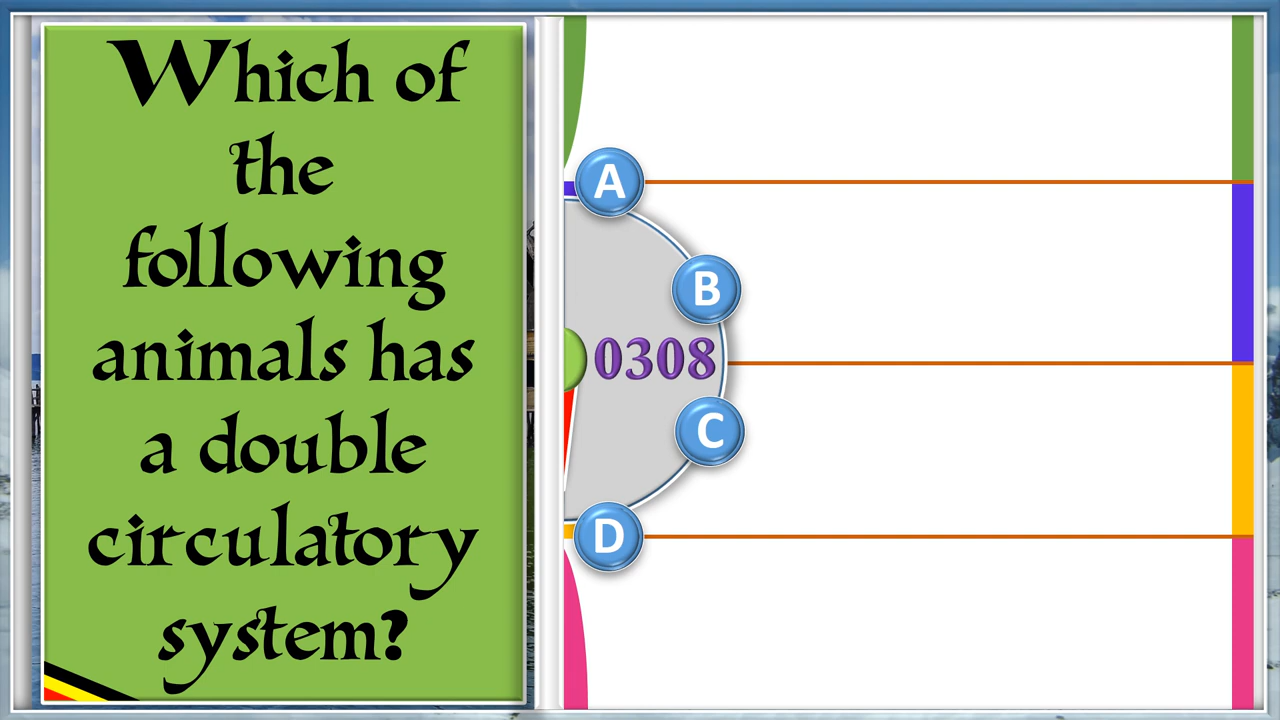 Which of
the
following
animals has
a double
circulatory
system?
A
B
0308
C
D